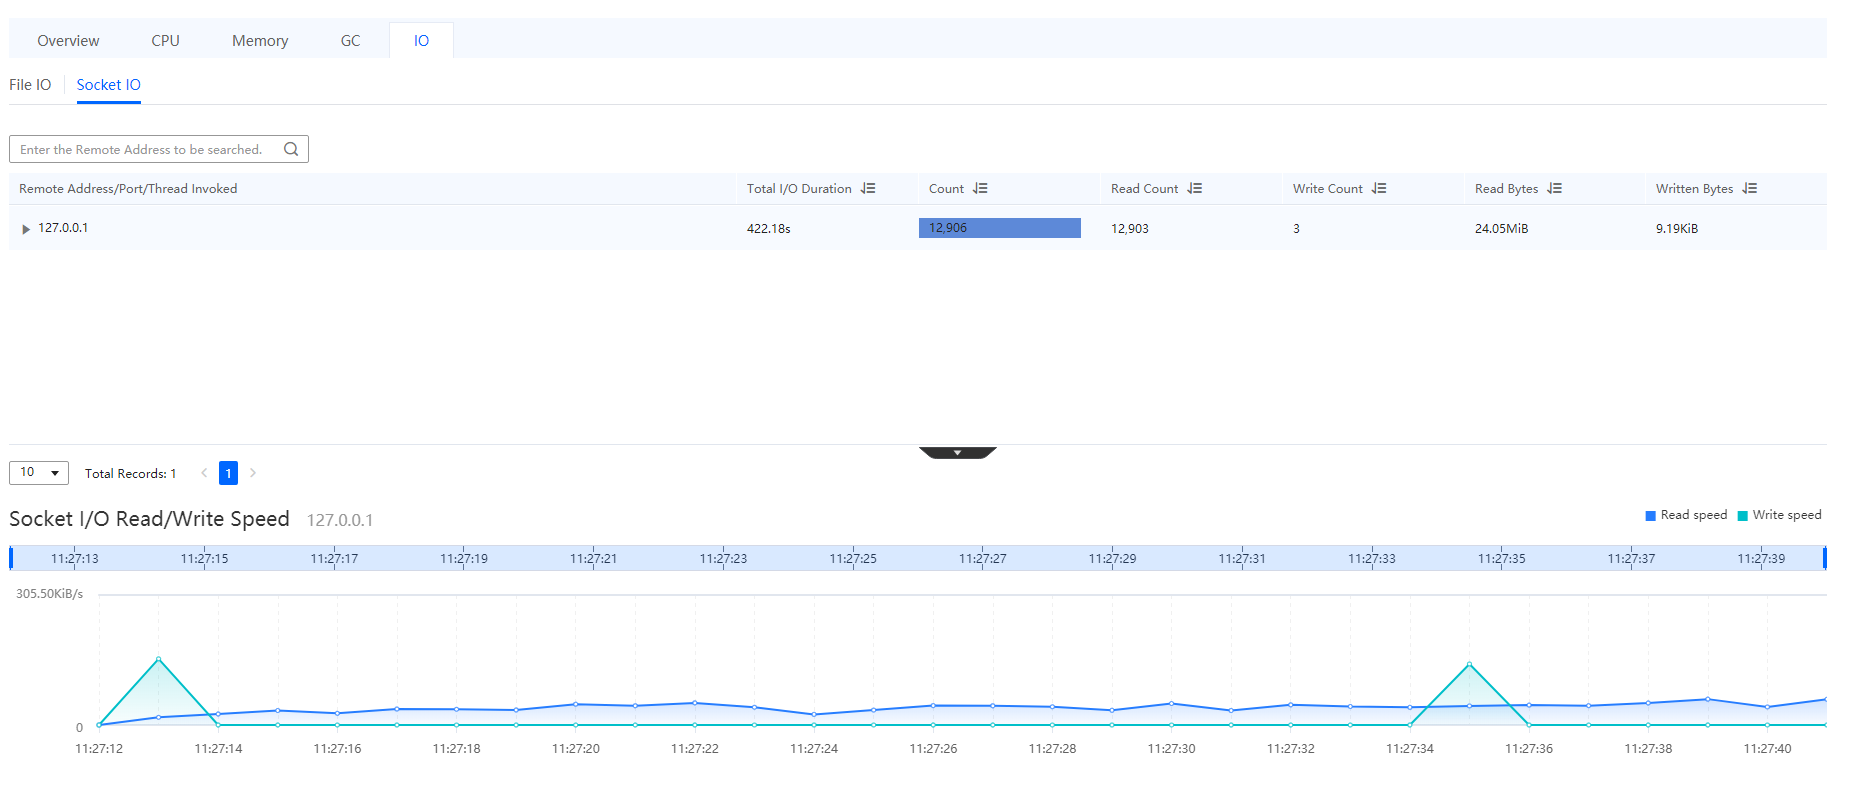 Overview CPU Memory GC IO
File IO Socket IO
Enter the Remote Address to be searched.
Remote Address/Port/Thread Invoked Total I/O Duration Count Read Count Write Count Read Bytes Written Bytes
127.0.0.1 422.18s 12,906 12,903 3 24.05MiB 9.19KiB
10 Total Records: 1 < 1 >
Socket I/O Read/Write Speed 127.0.0.1 Read speed Write speed
11:27:13 11:27:15 11:27:17 11:27:19 11:27:21 11:27:23 11:27:25 11:27:27 11:27:29 11:27:31 11:27:33 11:27:35 11:27:37 11:27:39
305.50KiB/s
0
11:27:12 11:27:14 11:27:16 11:27:18 11:27:20 11:27:22 11:27:24 11:27:26 11:27:28 11:27:30 11:27:32 11:27:34 11:27:36 11:27:38 11:27:40